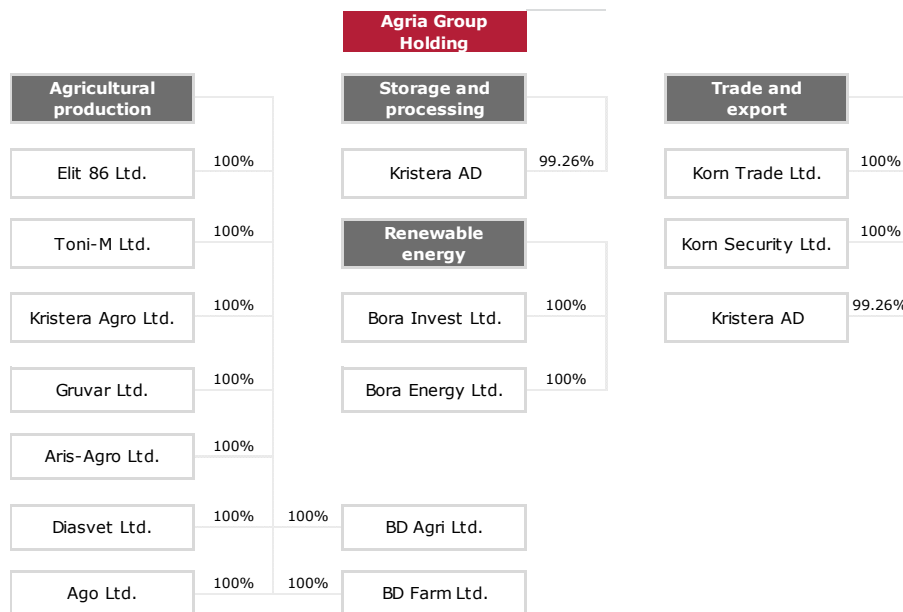 Agria Group
Holding
Agricultural
production
Storage and
processing
Trade and
export
Elit 86 Ltd.
100%
Kristera AD
99.26%
Korn Trade Ltd.
100%
Toni-M Ltd.
100%
Renewable
energy
Korn Security Ltd.
100%
Kristera Agro Ltd.
100%
Bora Invest Ltd.
100%
Kristera AD
99.26%
Gruvar Ltd.
100%
Bora Energy Ltd.
100%
Aris-Agro Ltd.
100%
Diasvet Ltd.
100%
100%
BD Agri Ltd.
Ago Ltd.
100%
100%
BD Farm Ltd.